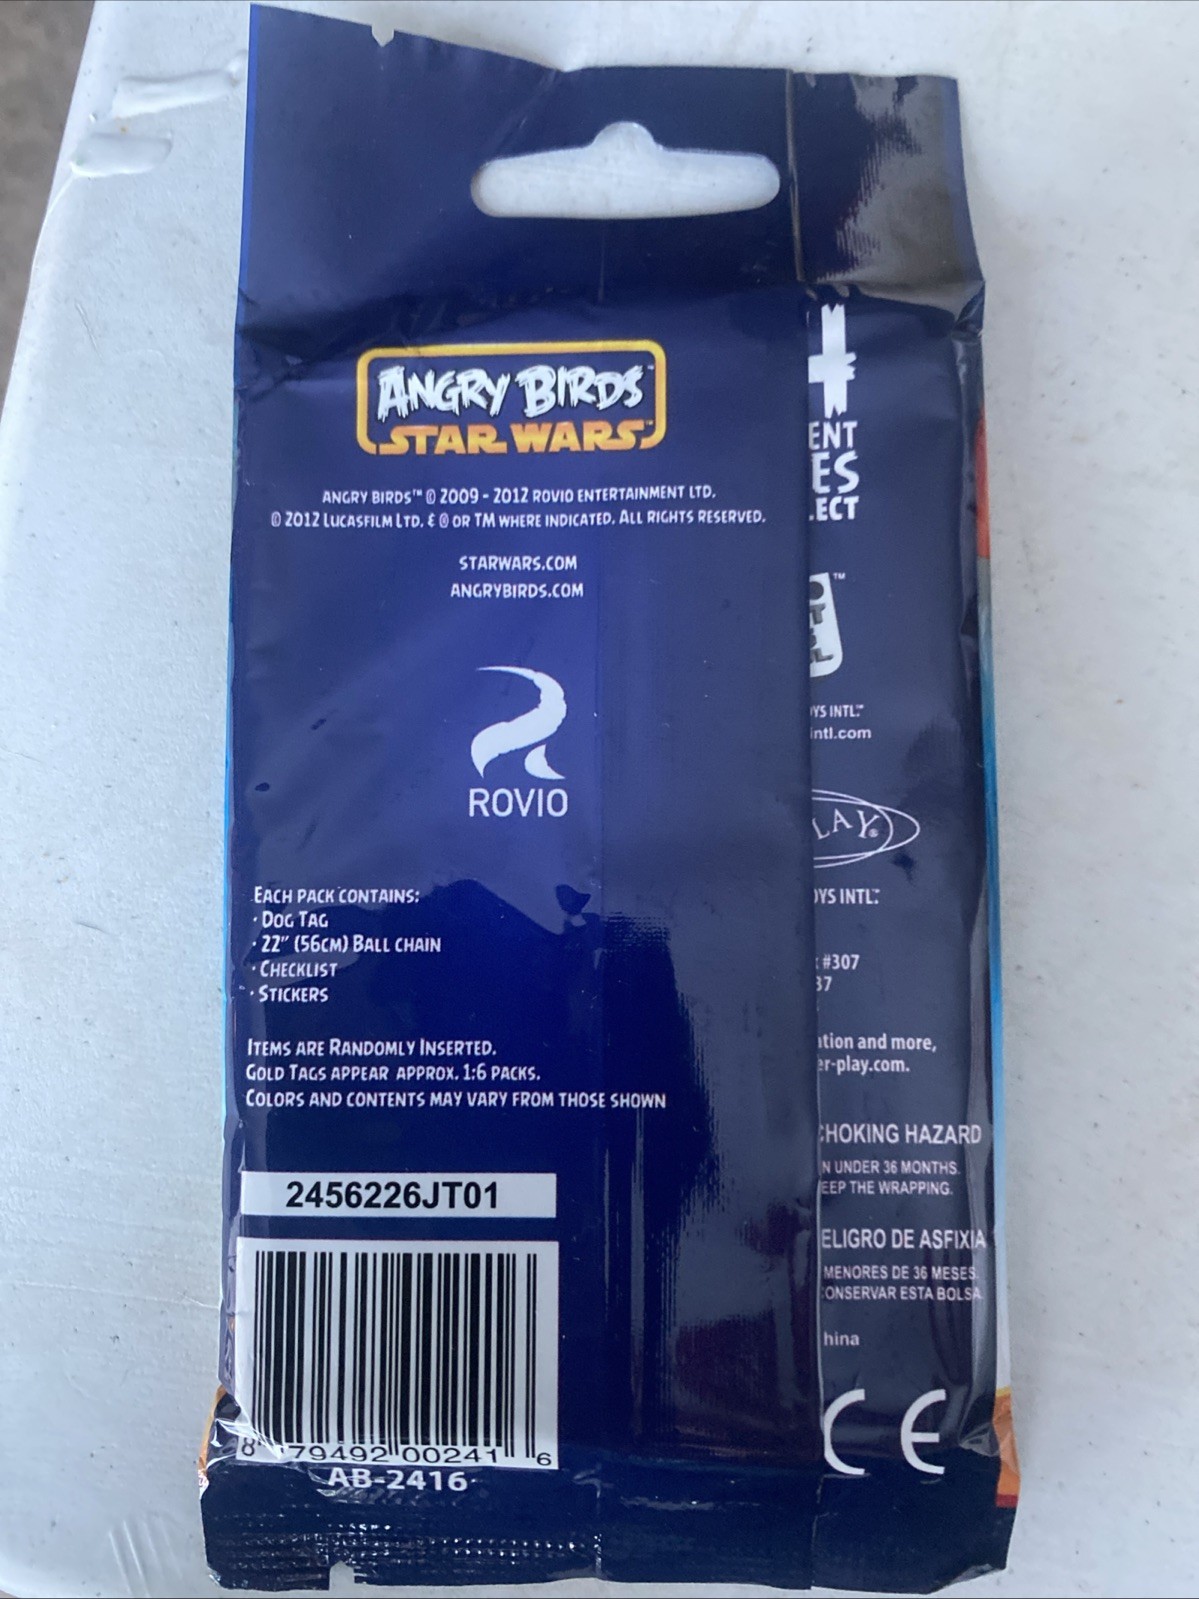 ANGRY BIRDS™
STAR WARS™
ANGRY BIRDS™ © 2009 - 2012 ROVIO ENTERTAINMENT LTD.
© 2012 LUCASFILM LTD. & ® OR TM WHERE INDICATED. ALL RIGHTS RESERVED.
STARWARS.COM
ANGRYBIRDS.COM
ROVIO
EACH PACK CONTAINS:
· DOG TAG
· 22" (56CM) BALL CHAIN
· CHECKLIST
· STICKERS
ITEMS ARE RANDOMLY INSERTED.
GOLD TAGS APPEAR APPROX. 1:6 PACKS.
COLORS AND CONTENTS MAY VARY FROM THOSE SHOWN
2456226JT01
8 79492 00241 6
AB-2416
4
ENT
ES
LECT
™
YS INTL™
intl.com
LAY®
OYS INTL™
#307
37
ation and more,
er-play.com.
CHOKING HAZARD
N UNDER 36 MONTHS.
EEP THE WRAPPING.
ELIGRO DE ASFIXIA
MENORES DE 36 MESES.
CONSERVAR ESTA BOLSA.
hina
CE